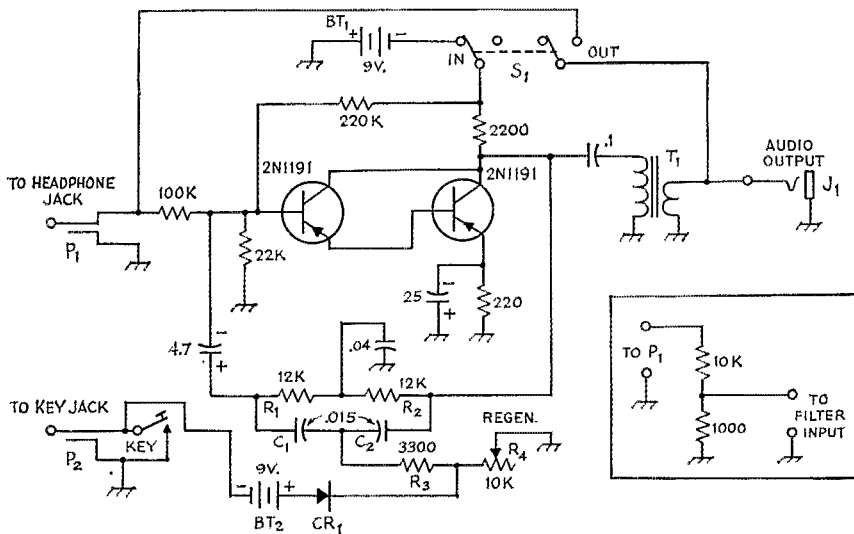 BT1
+ -
9V.
IN
S1
OUT
220K
2200
.1
T1
AUDIO
OUTPUT
J1
2N1191
2N1191
TO HEADPHONE
JACK
100K
P1
22K
25
-
+
220
4.7
-
+
.04
12K
12K
R1
R2
.015
C1
C2
TO KEY JACK
KEY
P2
REGEN.
3300
R3
R4
10K
9V.
- +
BT2
CR1
TO P1
10K
1000
TO
FILTER
INPUT